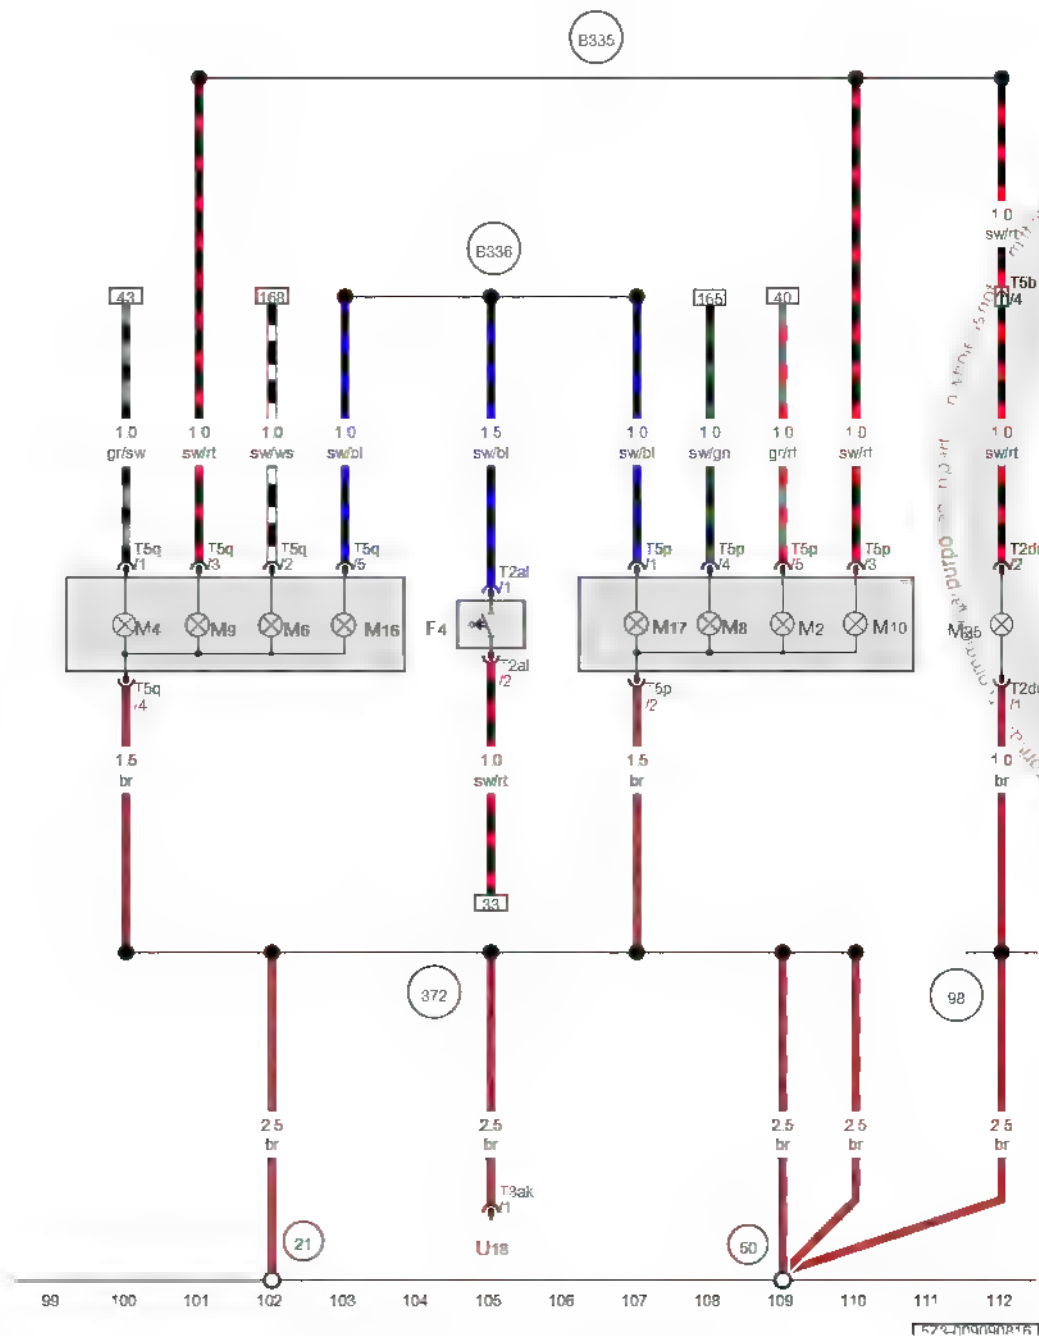 B335
1.0
sw/rt
B336
T5b
/4
43
168
165
40
1.0 1.0 1.0 1.0 1.5 1.0 1.0 1.0 1.0 1.0
gr/sw sw/rt sw/ws sw/bl sw/bl sw/bl sw/gn gr/rt sw/rt sw/rt
T5q T5q T5q T5q T5p T5p T5p T5p
/1 /3 /2 /5 /1 /4 /5 /3 /2
T2al
/1
M4 M9 M6 M16 F4 M17 M8 M2 M10 M35
T5q
/4
T2al
/2
T5p
/2
/1
1.5 1.0 1.5 1.0
br sw/rt br br
33
372
98
2.5 2.5 2.5 2.5 2.5
br br br br br
T3ak
/1
U18
21
50
99 100 101 102 103 104 105 106 107 108 109 110 111 112